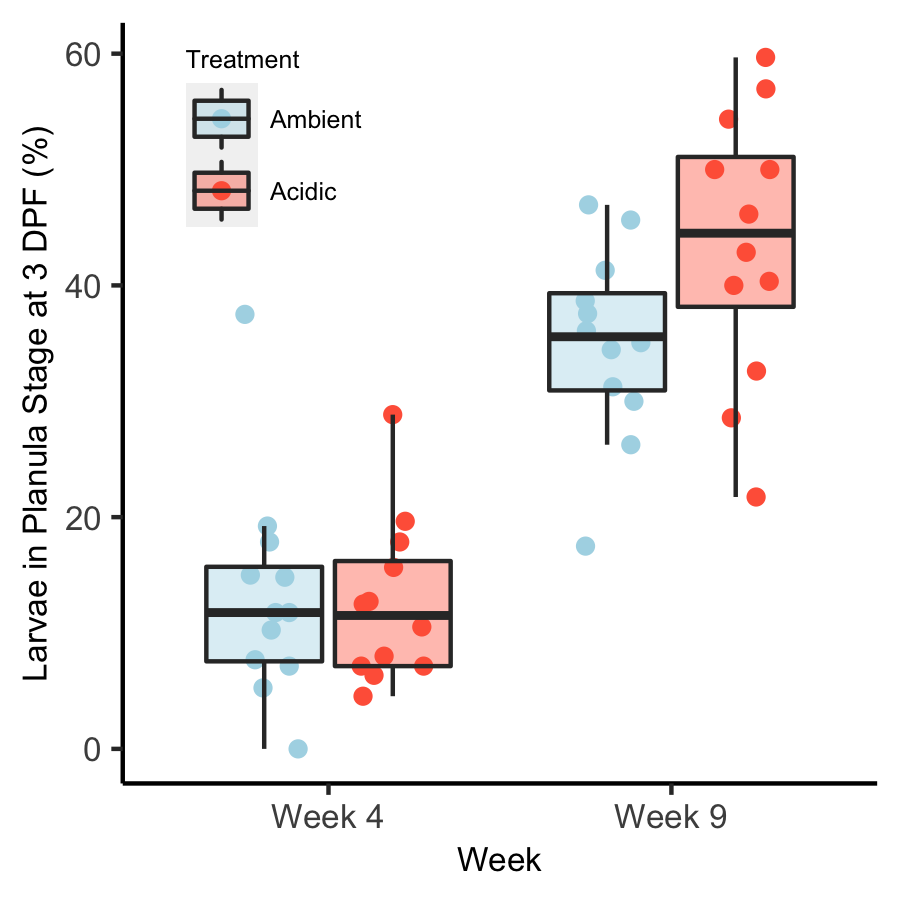 Treatment
Ambient
Acidic
Larvae in Planula Stage at 3 DPF (%)
60
40
20
0
Week 4
Week 9
Week